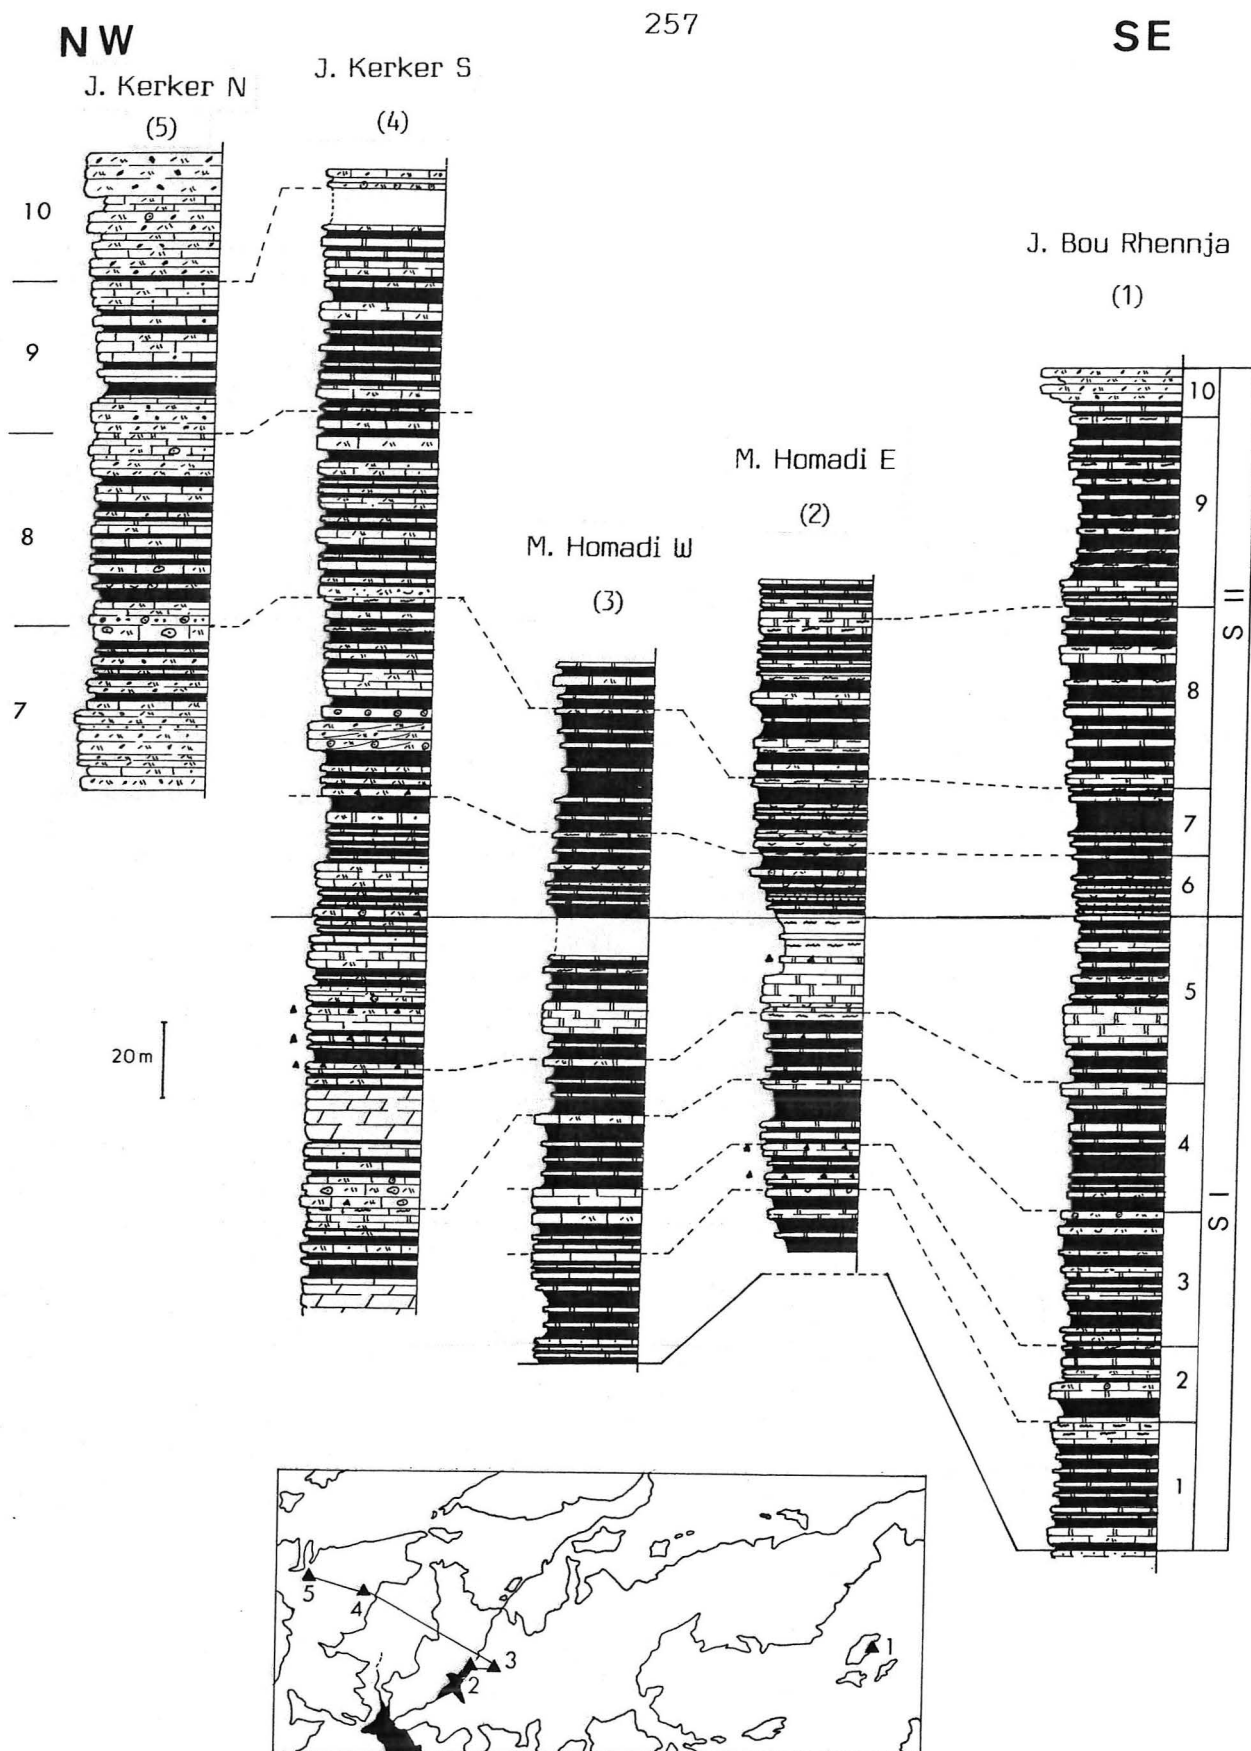 257
NW
SE
J. Kerker N
(5)
J. Kerker S
(4)
J. Bou Rhennja
(1)
M. Homadi E
(2)
M. Homadi W
(3)
10
9
8
7
10
9
8
7
6
5
4
3
2
1
S II
S I
20 m
5
4
3
2
1